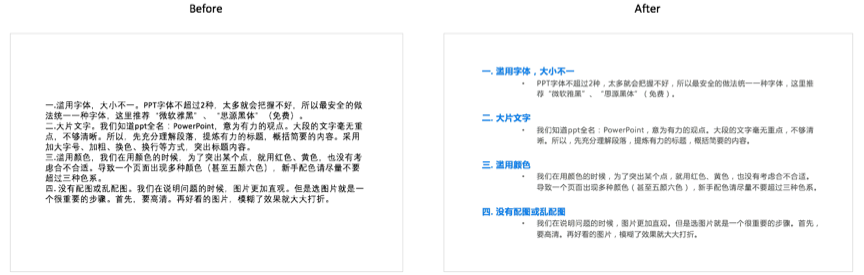 Before
一.滥用字体，大小不一。PPT字体不超过2种，太多就会把握不好，所以最安全的做
法统一一种字体，这里推荐“微软雅黑”、“思源黑体”（免费）。
二.大片文字。我们知道ppt全名：PowerPoint，意为有力的观点。大段的文字毫无重
点，不够清晰。所以，先充分理解段落，提炼有力的标题，概括简要的内容。采用
加大字号、加粗、换色、换行等方式，突出标题内容。
三.滥用颜色，我们在用颜色的时候，为了突出某个点，就用红色、黄色，也没有考
虑合不合适。导致一个页面出现多种颜色（甚至五颜六色），新手配色请尽量不要
超过三种色系。
四.没有配图或乱配图。我们在说明问题的时候，图片更加直观。但是选图片就是一
个很重要的步骤。首先，要高清。再好看的图片，模糊了效果就大大打折。
After
一. 滥用字体，大小不一
• PPT字体不超过2种，太多就会把握不好，所以最安全的做法统一一种字体，这里推
荐“微软雅黑”、“思源黑体”（免费）。
二. 大片文字
• 我们知道ppt全名：PowerPoint，意为有力的观点。大段的文字毫无重点，不够清
晰。所以，先充分理解段落，提炼有力的标题，概括简要的内容。
三. 滥用颜色
• 我们在用颜色的时候，为了突出某个点，就用红色、黄色，也没有考虑合不合适。
导致一个页面出现多种颜色（甚至五颜六色），新手配色请尽量不要超过三种色系。
四. 没有配图或乱配图
• 我们在说明问题的时候，图片更加直观。但是选图片就是一个很重要的步骤。首先，
要高清。再好看的图片，模糊了效果就大大打折。